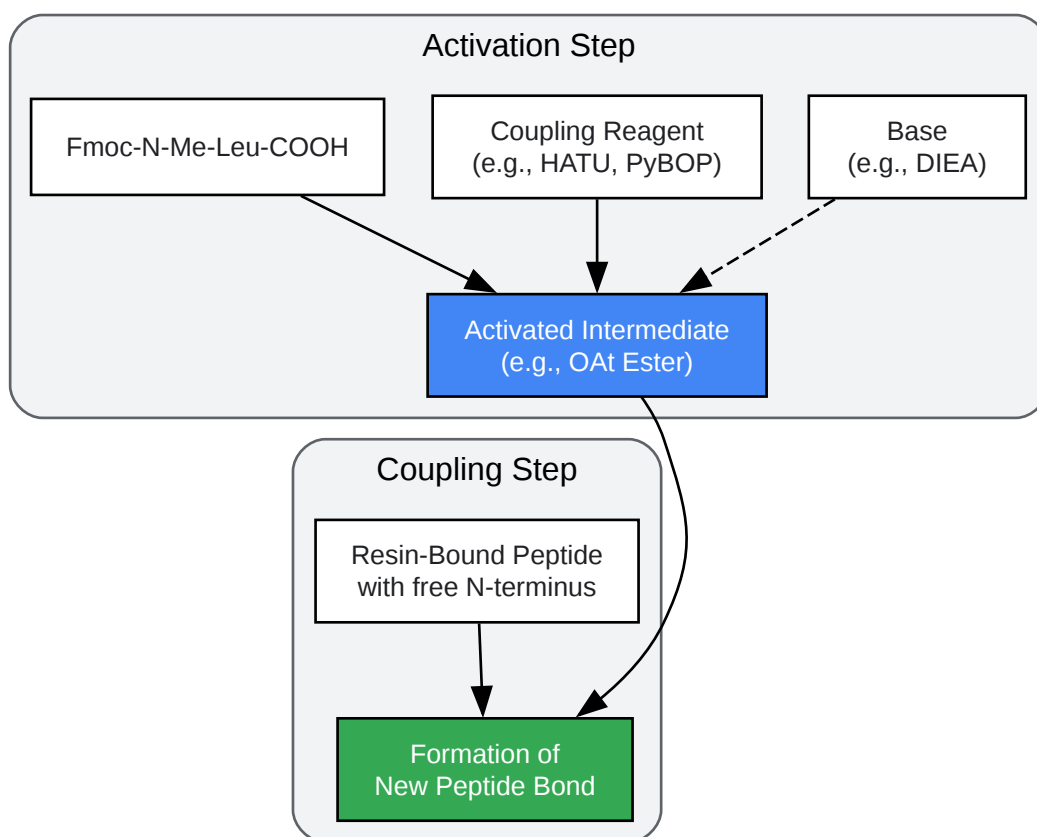 Activation Step
Fmoc-N-Me-Leu-COOH
Coupling Reagent
(e.g., HATU, PyBOP)
Base
(e.g., DIEA)
Activated Intermediate
(e.g., OAt Ester)
Coupling Step
Resin-Bound Peptide
with free N-terminus
Formation of
New Peptide Bond